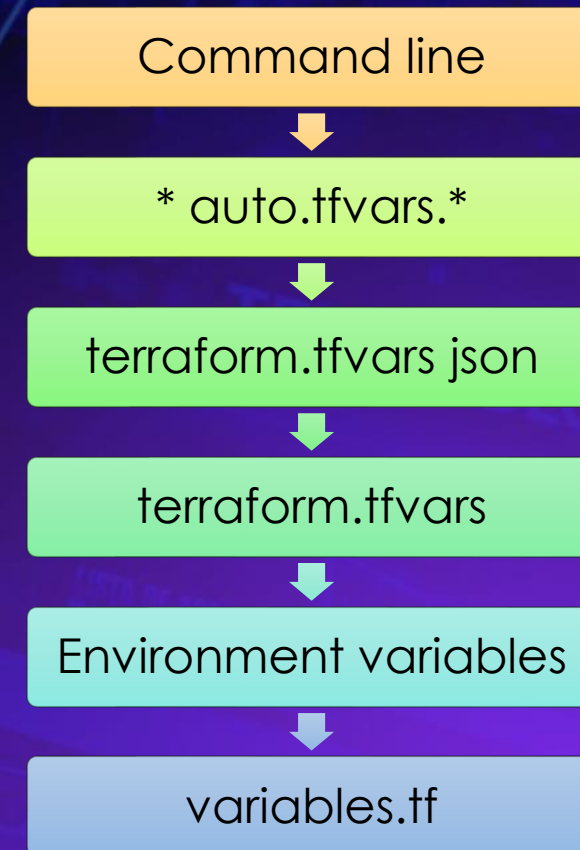 Command line
* auto.tfvars.*
terraform.tfvars json
terraform.tfvars
Environment variables
variables.tf